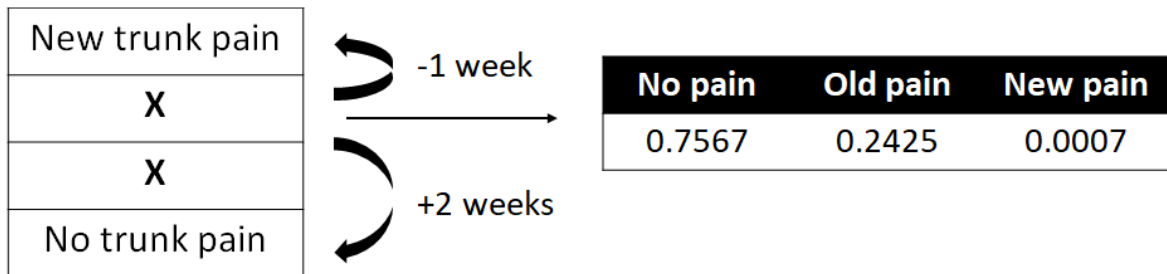 New trunk pain
X
X
No trunk pain
-1 week
+2 weeks
No pain Old pain New pain
0.7567 0.2425 0.0007